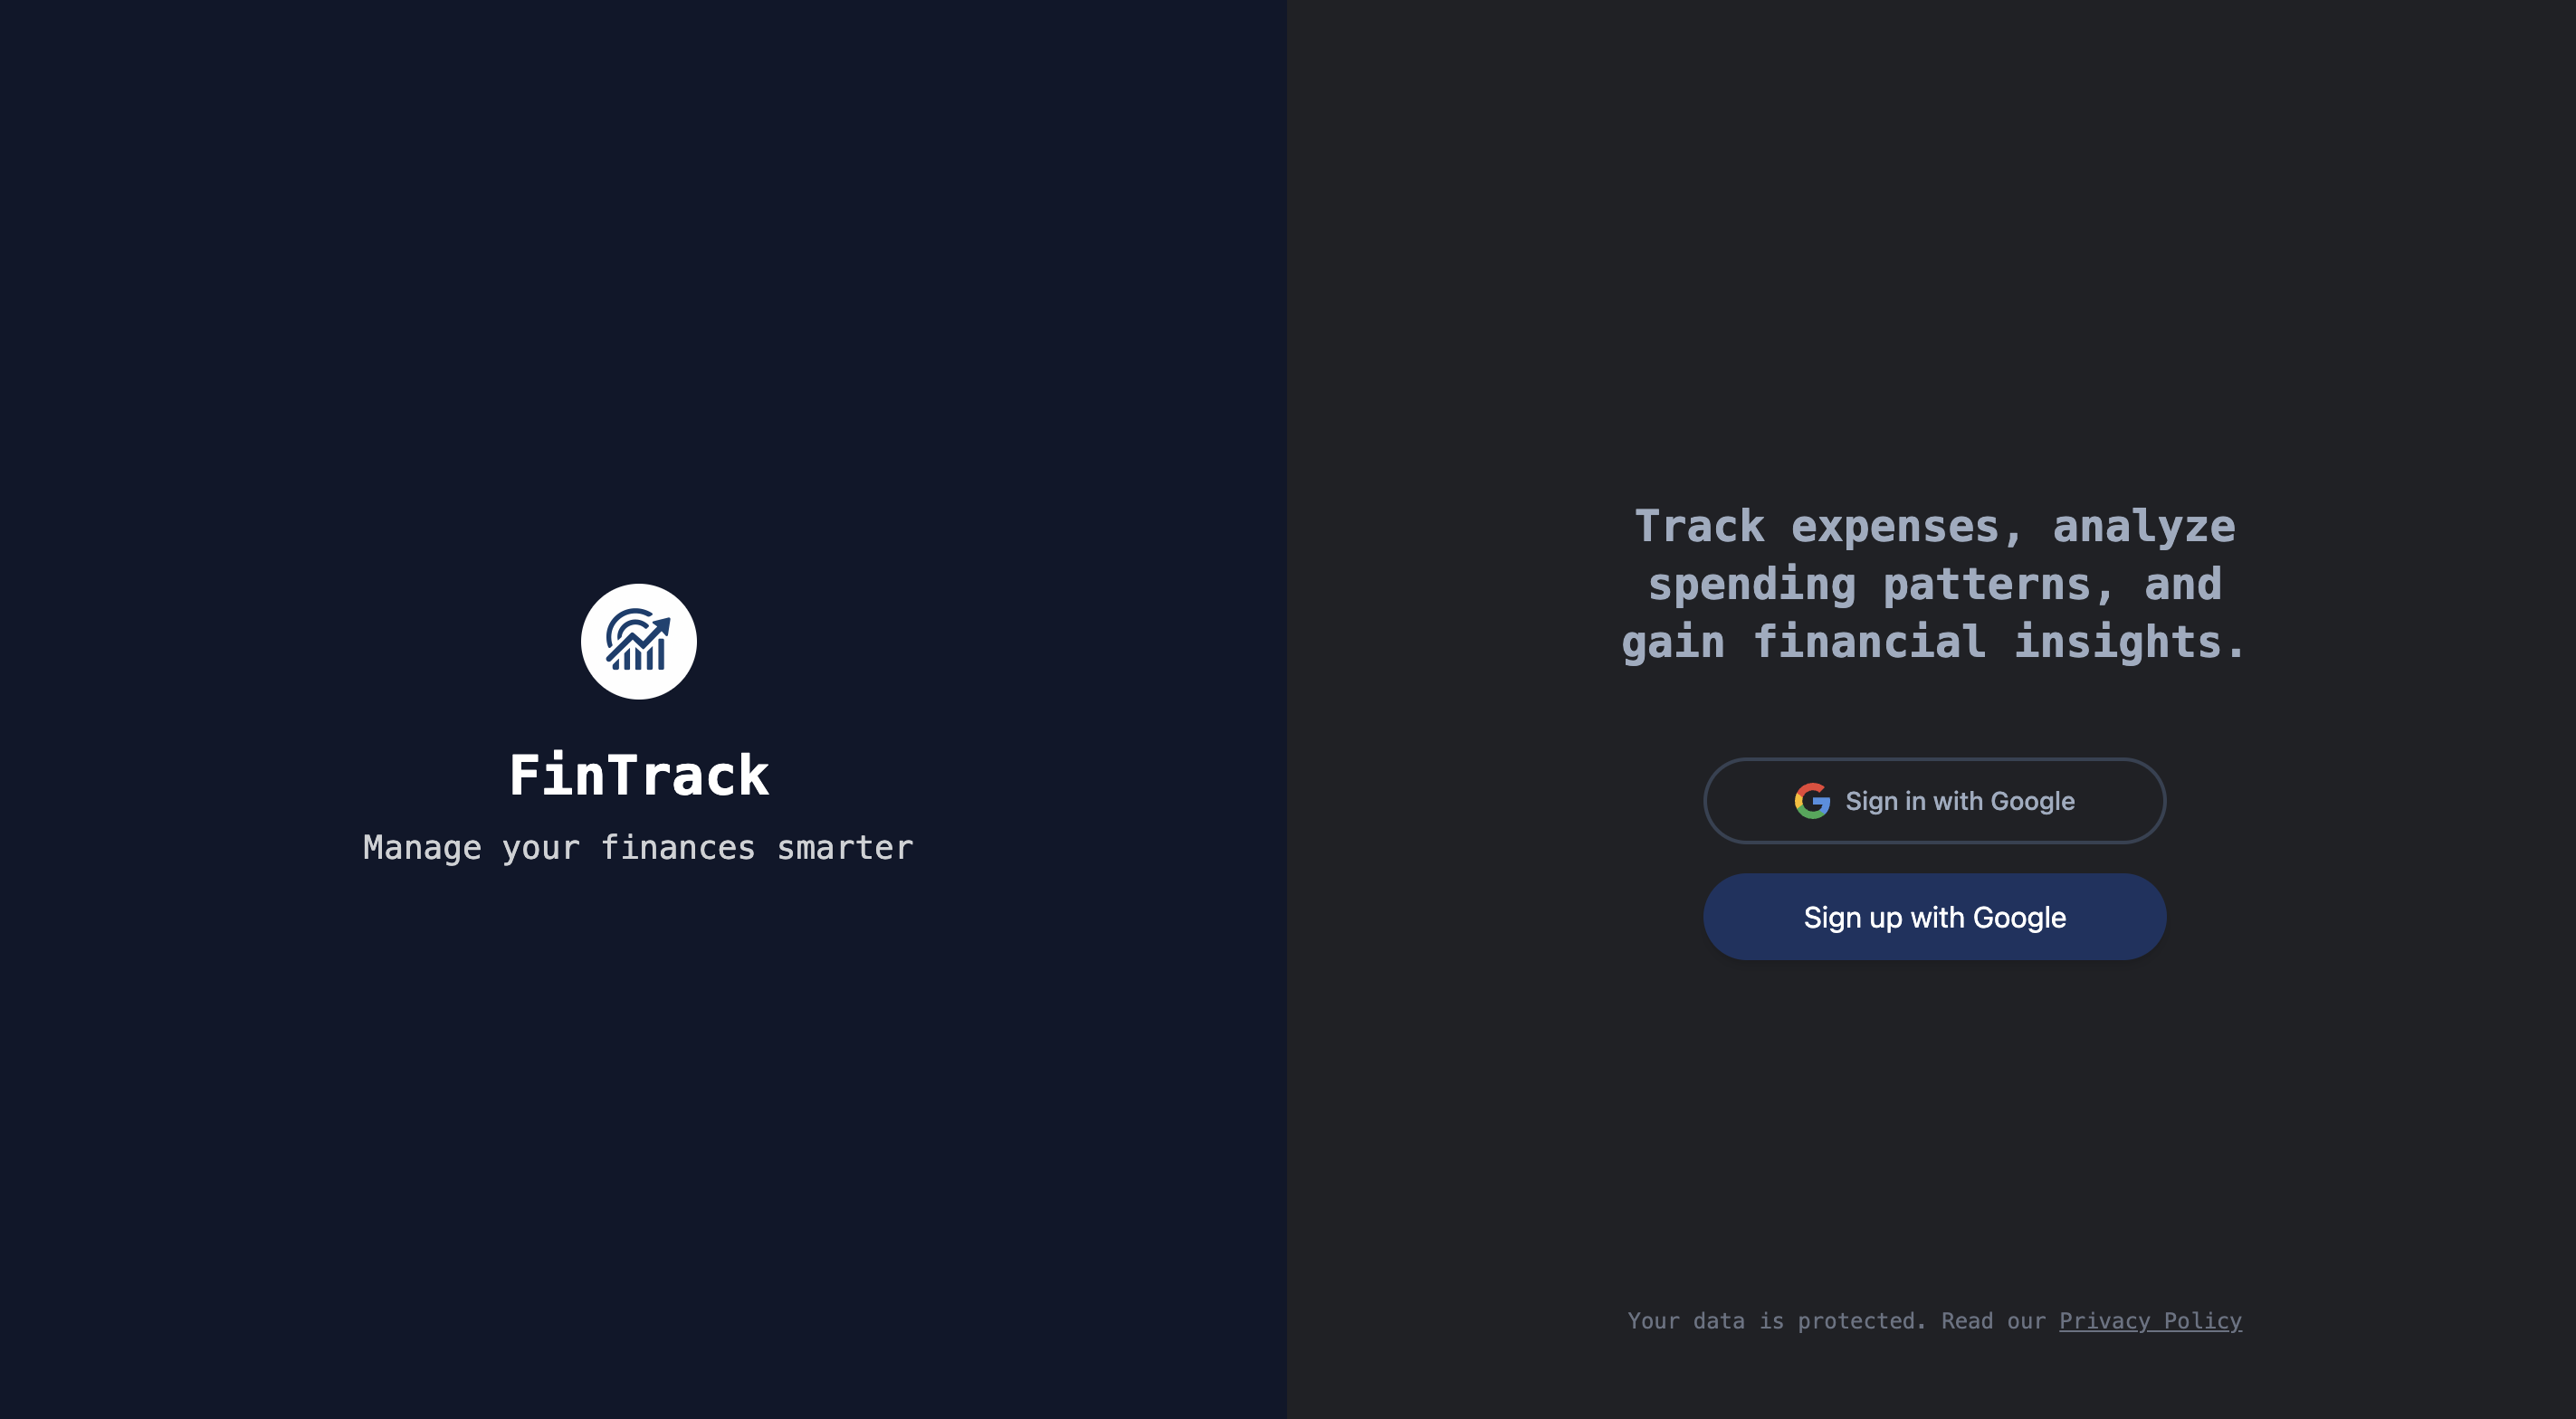 FinTrack
Manage your finances smarter
Track expenses, analyze
spending patterns, and
gain financial insights.
Sign in with Google
Sign up with Google
Your data is protected. Read our Privacy Policy